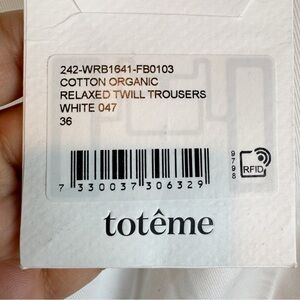 242-WRB1641-FB0103
COTTON ORGANIC
RELAXED TWILL TROUSERS
WHITE 047
36
9798
RFID
7 330037 306329
totême